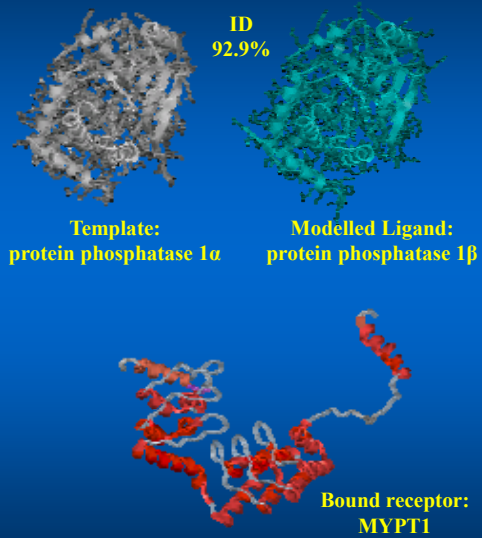 ID
92.9%
Template:
protein phosphatase 1α
Modelled Ligand:
protein phosphatase 1β
Bound receptor:
MYPT1